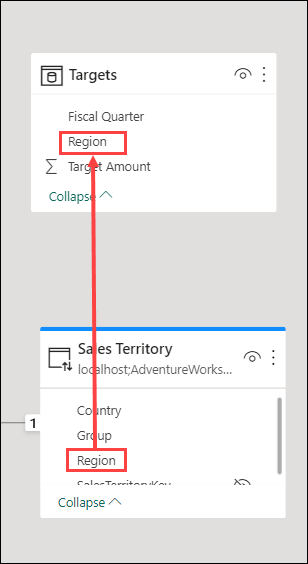 Targets
Fiscal Quarter
Region
Target Amount
Collapse
Sales Territory
localhost;AdventureWorks...
1
Country
Group
Region
SalesTerritoryKey
Collapse